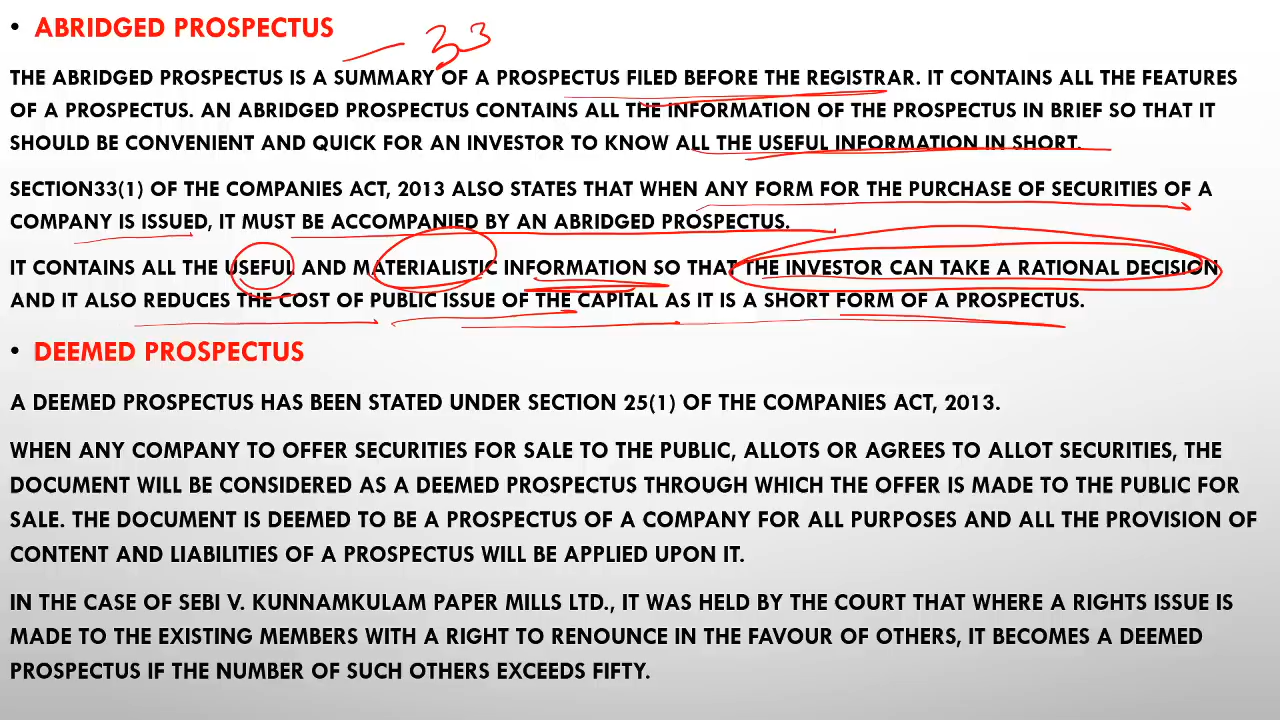 • ABRIDGED PROSPECTUS
33
THE ABRIDGED PROSPECTUS IS A SUMMARY OF A PROSPECTUS FILED BEFORE THE REGISTRAR. IT CONTAINS ALL THE FEATURES
OF A PROSPECTUS. AN ABRIDGED PROSPECTUS CONTAINS ALL THE INFORMATION OF THE PROSPECTUS IN BRIEF SO THAT IT
SHOULD BE CONVENIENT AND QUICK FOR AN INVESTOR TO KNOW ALL THE USEFUL INFORMATION IN SHORT.
SECTION33(1) OF THE COMPANIES ACT, 2013 ALSO STATES THAT WHEN ANY FORM FOR THE PURCHASE OF SECURITIES OF A
COMPANY IS ISSUED, IT MUST BE ACCOMPANIED BY AN ABRIDGED PROSPECTUS.
IT CONTAINS ALL THE USEFUL AND MATERIALISTIC INFORMATION SO THAT THE INVESTOR CAN TAKE A RATIONAL DECISION
AND IT ALSO REDUCES THE COST OF PUBLIC ISSUE OF THE CAPITAL AS IT IS A SHORT FORM OF A PROSPECTUS.
• DEEMED PROSPECTUS
A DEEMED PROSPECTUS HAS BEEN STATED UNDER SECTION 25(1) OF THE COMPANIES ACT, 2013.
WHEN ANY COMPANY TO OFFER SECURITIES FOR SALE TO THE PUBLIC, ALLOTS OR AGREES TO ALLOT SECURITIES, THE
DOCUMENT WILL BE CONSIDERED AS A DEEMED PROSPECTUS THROUGH WHICH THE OFFER IS MADE TO THE PUBLIC FOR
SALE. THE DOCUMENT IS DEEMED TO BE A PROSPECTUS OF A COMPANY FOR ALL PURPOSES AND ALL THE PROVISION OF
CONTENT AND LIABILITIES OF A PROSPECTUS WILL BE APPLIED UPON IT.
IN THE CASE OF SEBI V. KUNNAMKULAM PAPER MILLS LTD., IT WAS HELD BY THE COURT THAT WHERE A RIGHTS ISSUE IS
MADE TO THE EXISTING MEMBERS WITH A RIGHT TO RENOUNCE IN THE FAVOUR OF OTHERS, IT BECOMES A DEEMED
PROSPECTUS IF THE NUMBER OF SUCH OTHERS EXCEEDS FIFTY.